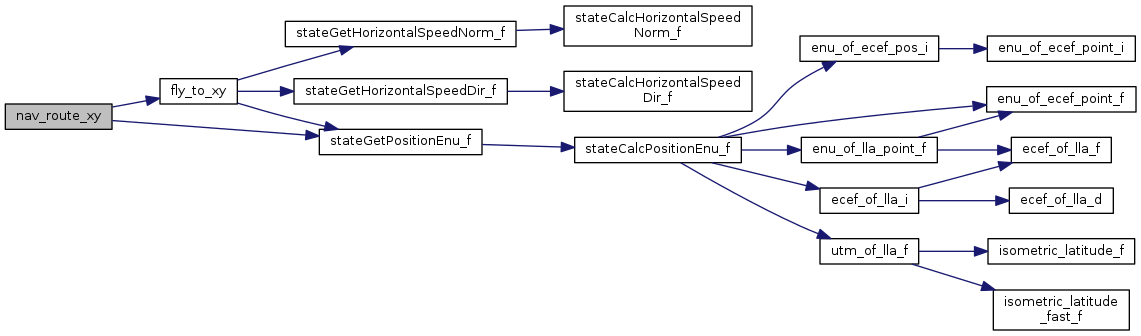 nav_route_xy
fly_to_xy
stateGetHorizontalSpeedNorm_f
stateCalcHorizontalSpeed
Norm_f
stateGetHorizontalSpeedDir_f
stateCalcHorizontalSpeed
Dir_f
stateGetPositionEnu_f
stateCalcPositionEnu_f
enu_of_ecef_pos_i
enu_of_ecef_point_i
enu_of_ecef_point_f
enu_of_lla_point_f
ecef_of_lla_f
ecef_of_lla_i
ecef_of_lla_d
utm_of_lla_f
isometric_latitude_f
isometric_latitude
_fast_f